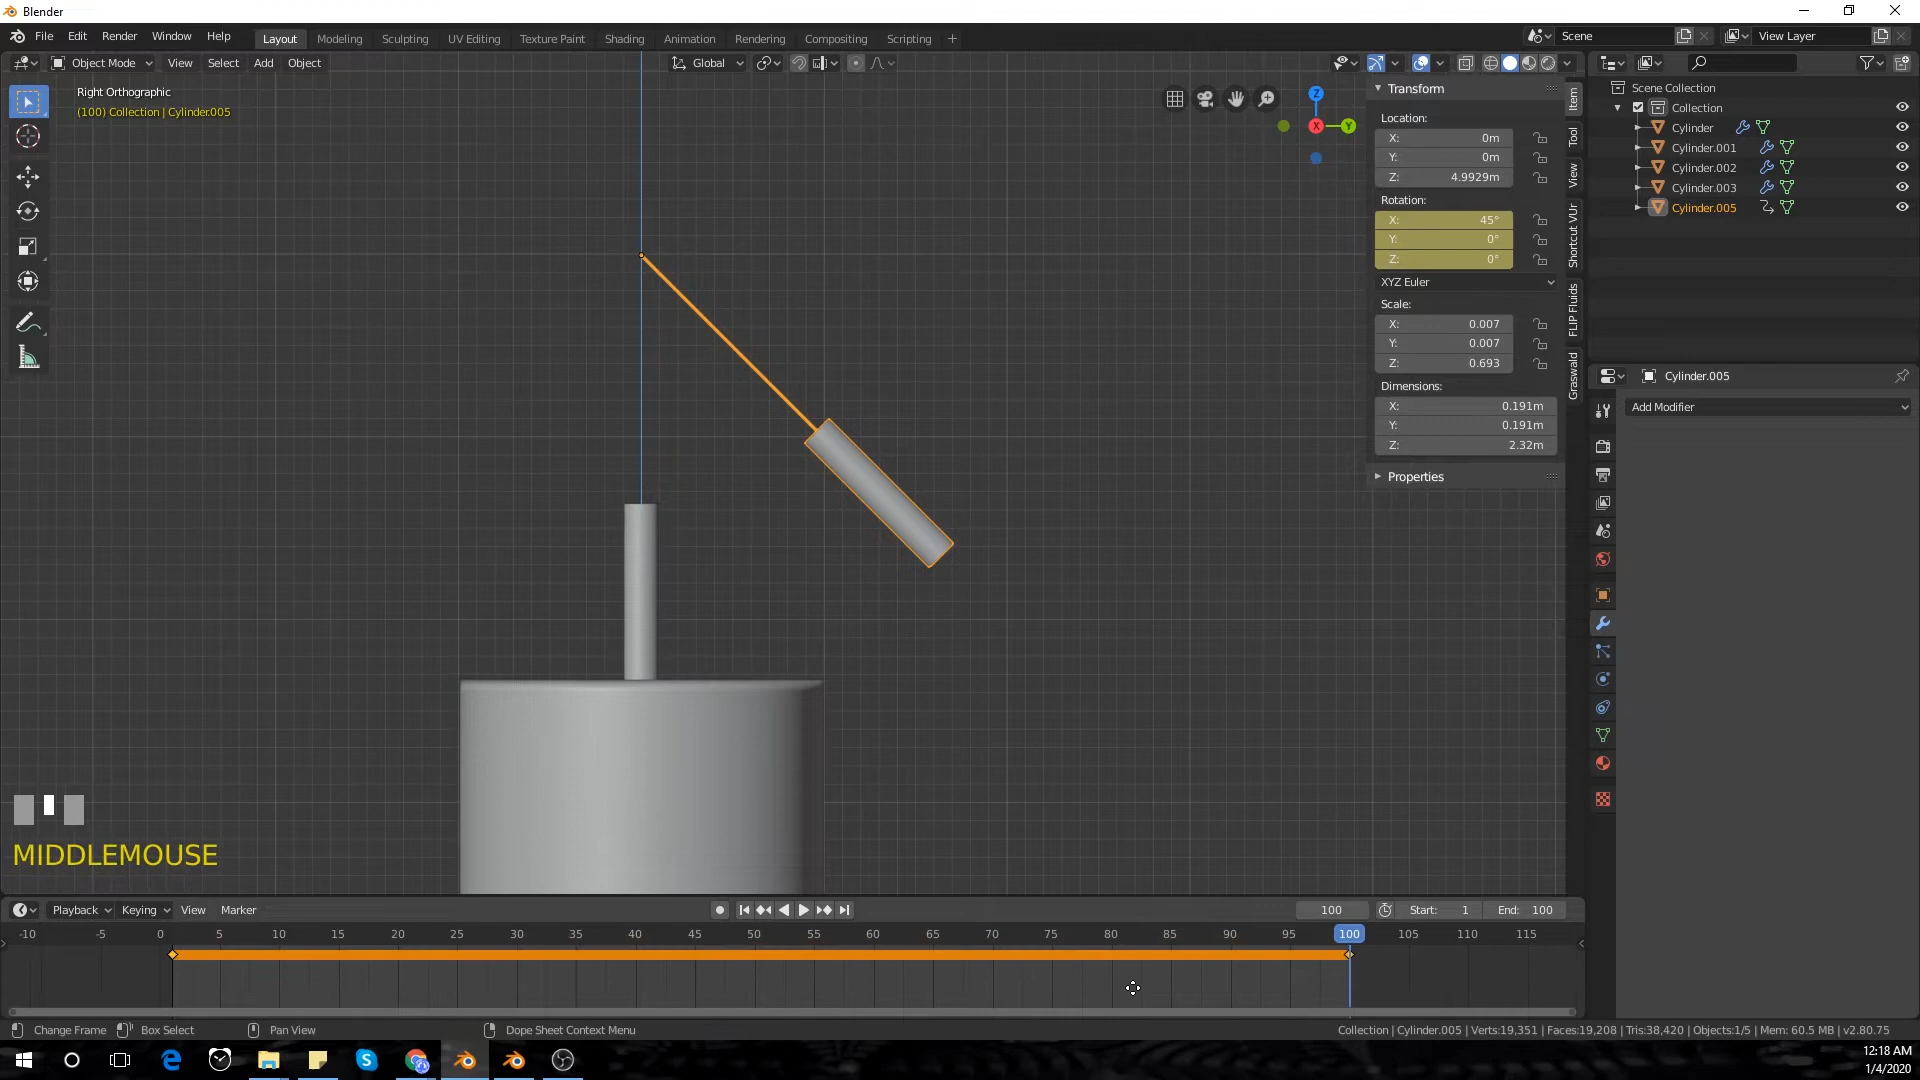 Blender
File Edit Render Window Help
Layout Modeling Sculpting UV Editing Texture Paint Shading Animation Rendering Compositing Scripting +
Scene
View Layer
Object Mode View Select Add Object
Global
Right Orthographic
(100) Collection | Cylinder.005
Z
X
Y
Transform
Location:
X: 0m
Y: 0m
Z: 4.9929m
Rotation:
X: 45°
Y: 0°
Z: 0°
XYZ Euler
Scale:
X: 0.007
Y: 0.007
Z: 0.693
Dimensions:
X: 0.191m
Y: 0.191m
Z: 2.32m
Properties
Item
Tool
View
Shortcut VUr
FLIP Fluids
Graswald
Scene Collection
Collection
Cylinder
Cylinder.001
Cylinder.002
Cylinder.003
Cylinder.005
Cylinder.005
Add Modifier
MIDDLEMOUSE
Playback Keying View Marker
100 Start: 1 End: 100
-10 -5 0 5 10 15 20 25 30 35 40 45 50 55 60 65 70 75 80 85 90 95 100 105 110 115
Change Frame Box Select Pan View Dope Sheet Context Menu
Collection | Cylinder.005 | Verts:19,351 | Faces:19,208 | Tris:38,420 | Objects:1/5 | Mem: 60.5 MB | v2.80.75
12:18 AM
1/4/2020